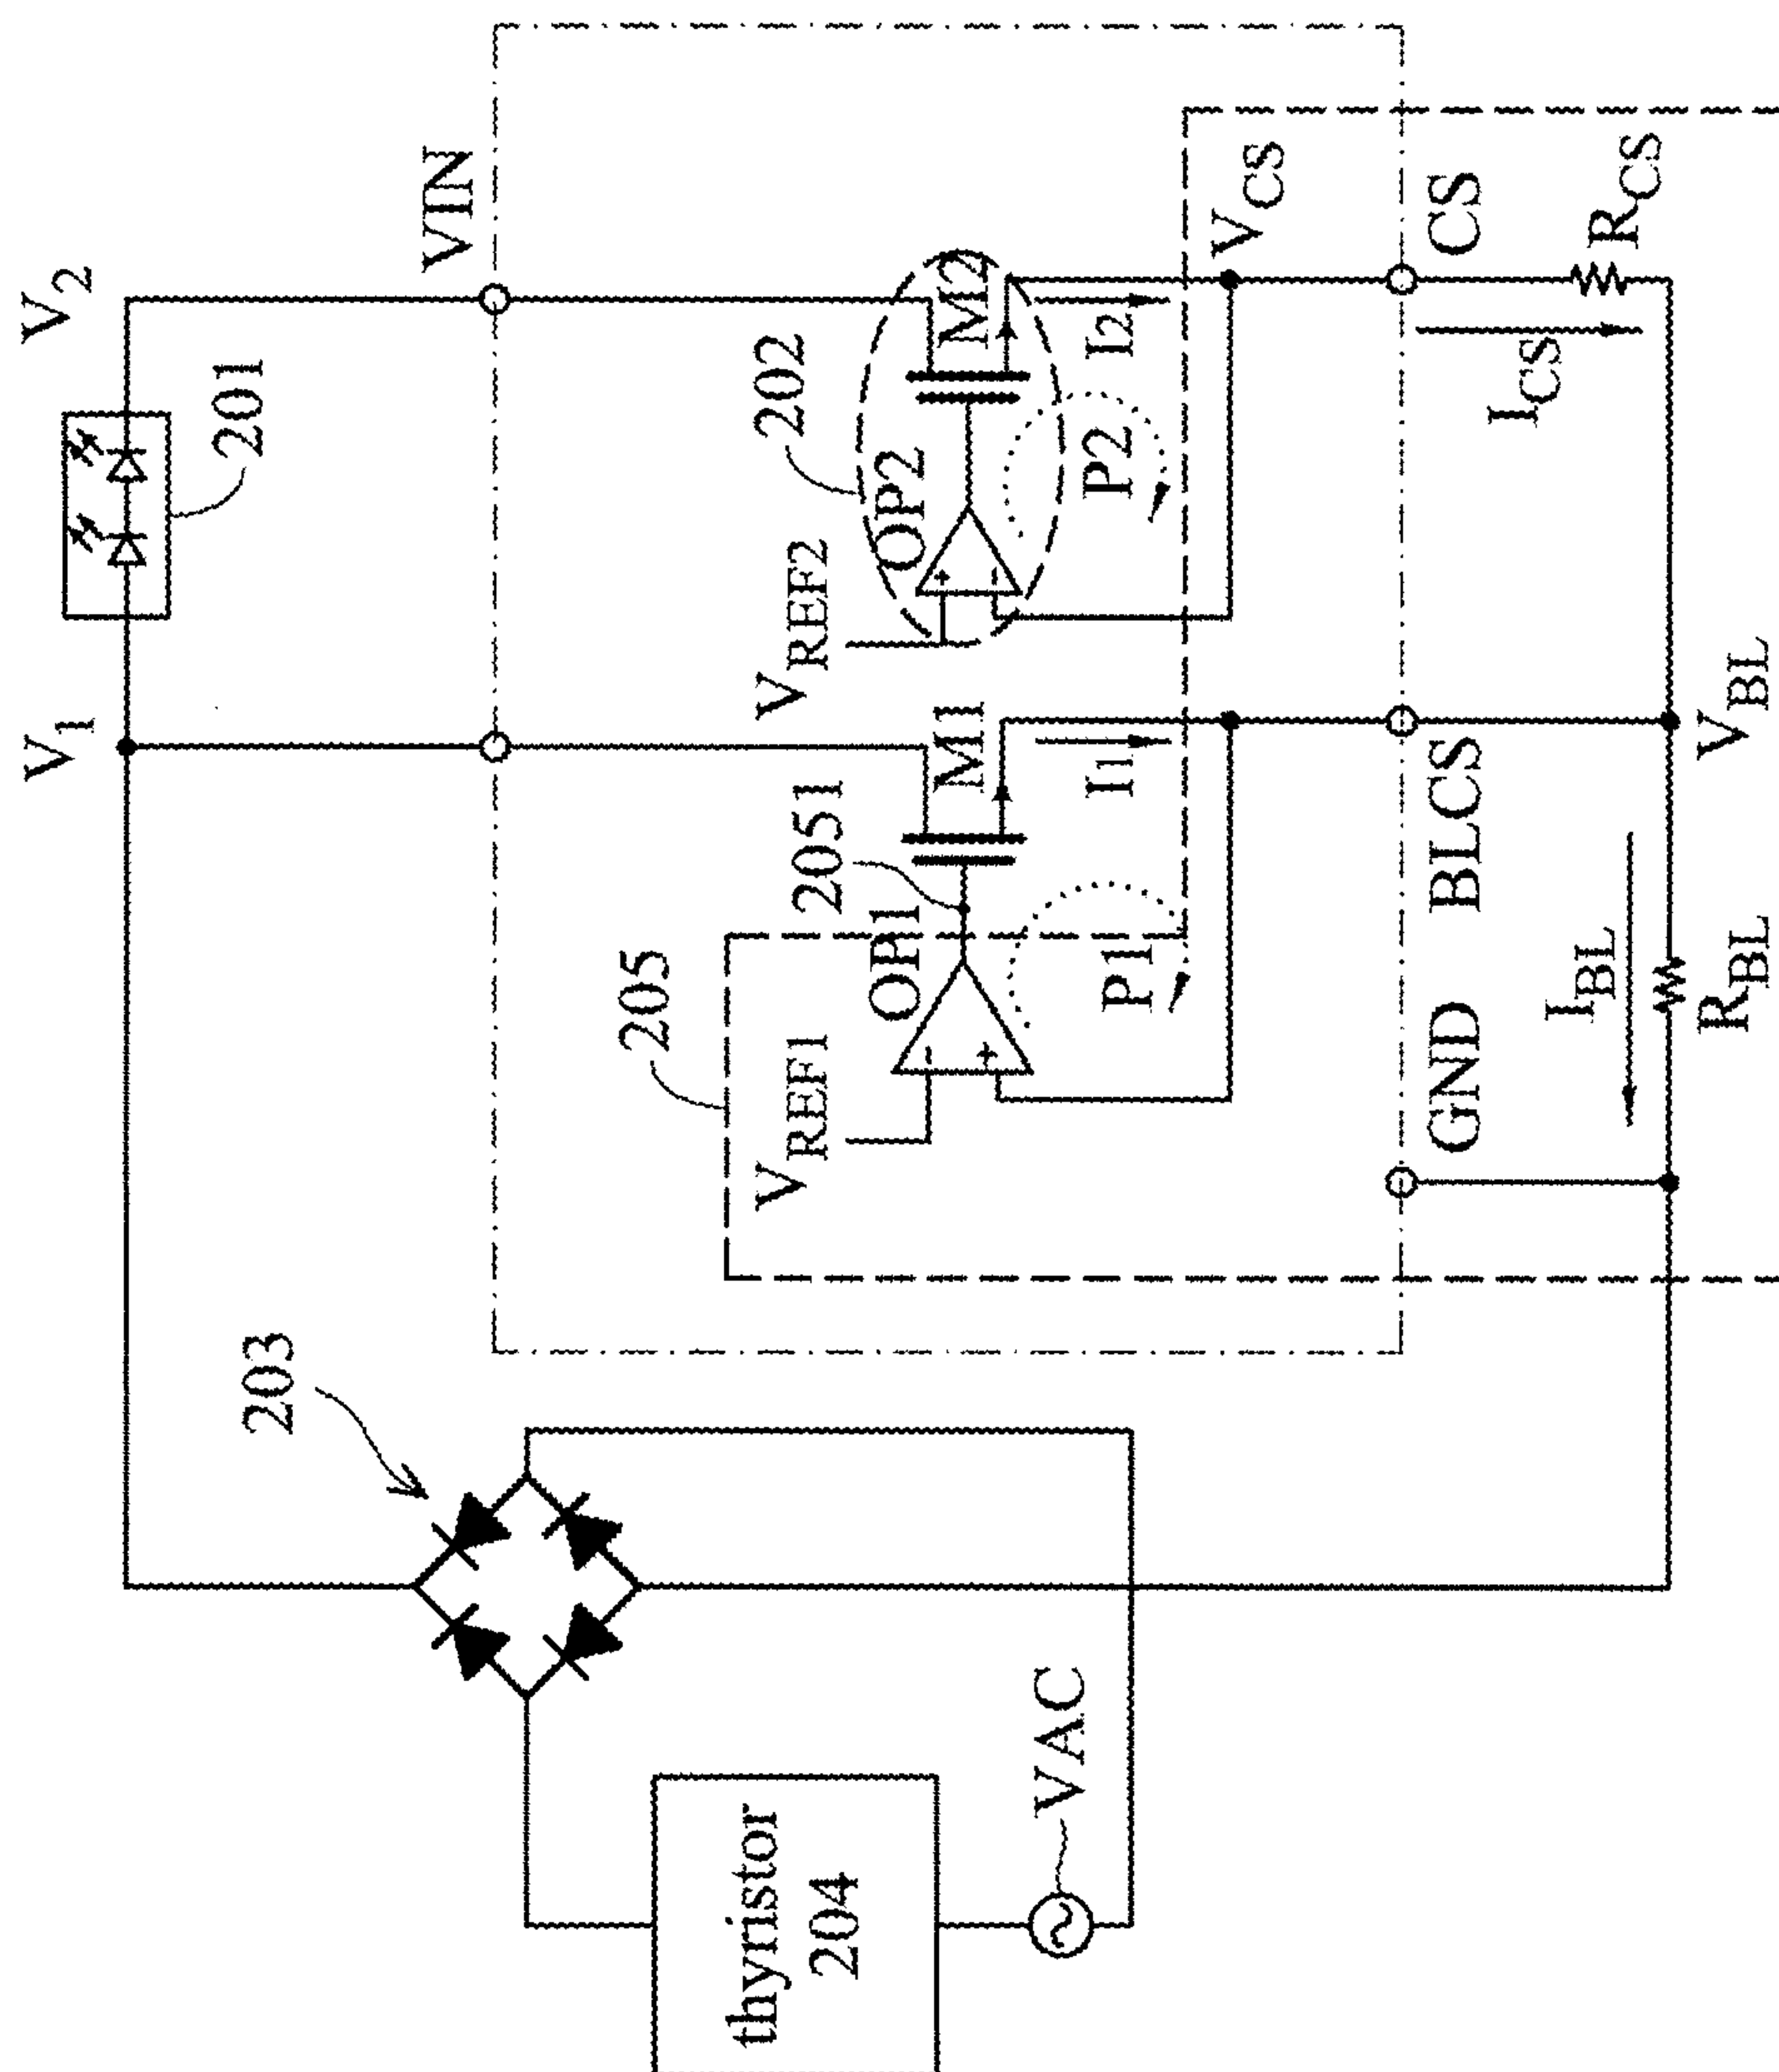 thyristor
204
VAC
203
V1
V2
201
VIN
205
VREF1
OP1
2051
M1
I1
P1
VREF2
OP2
202
M2
I2
P2
VCS
GND
BLCS
CS
IBL
RBL
VBL
ICS
RCS
-
+
+
-